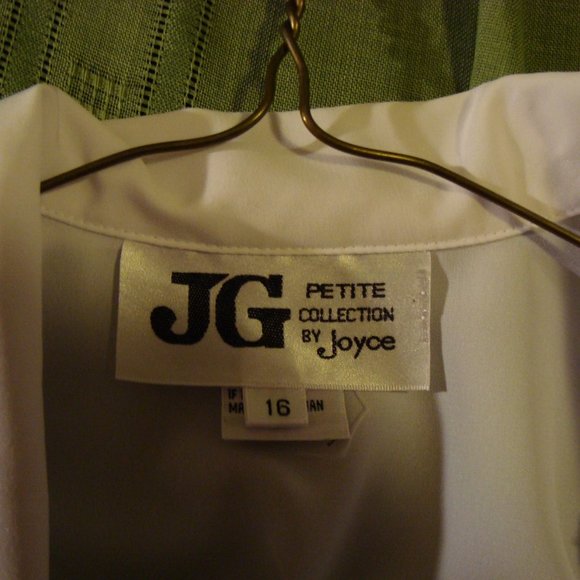 JG PETITE
COLLECTION
BY Joyce
16